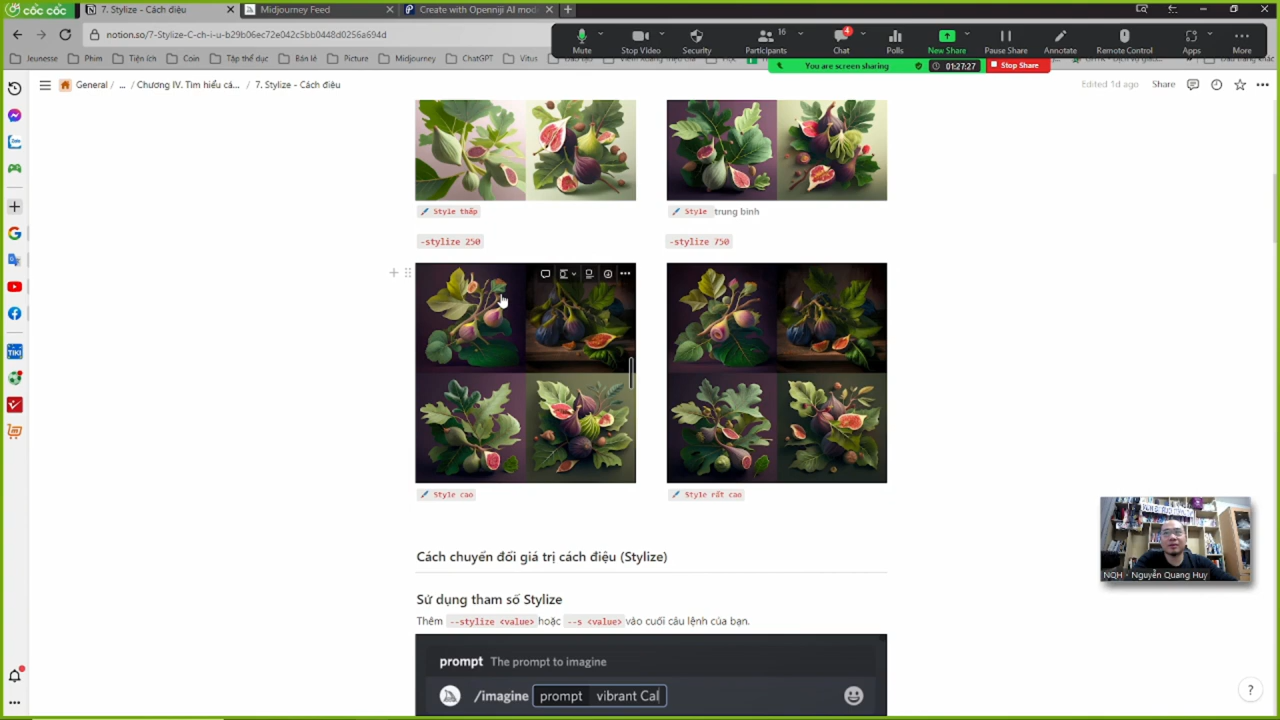 cốc cốc
7. Stylize - Cách điệu
Midjourney Feed
Create with Openniji AI mod
notion.so/7-Stylize-C-ch-i-u-b29b06ec72e042c5bb0448d0256a694d
Mute
Stop Video
Security
Participants
16
Chat
4
Polls
New Share
Pause Share
Annotate
Remote Control
Apps
More
You are screen sharing
01:27:27
Stop Share
Jeunesse
Phim
Tiện ích
Coin
Tập thể dục
Bán lẻ
Picture
Midjourney
ChatGPT
Vitus
General / ... / Chương IV. Tìm hiểu cá... / 7. Stylize - Cách điệu
Edited 1d ago
Share
Style thấp
Style trung bình
-stylize 250
-stylize 750
Style cao
Style rất cao
Cách chuyển đổi giá trị cách điệu (Stylize)
Sử dụng tham số Stylize
Thêm --stylize <value> hoặc --s <value> vào cuối câu lệnh của bạn.
prompt The prompt to imagine
/imagine prompt vibrant Cal
NQH - Nguyễn Quang Huy
Zalo
TIKI
?